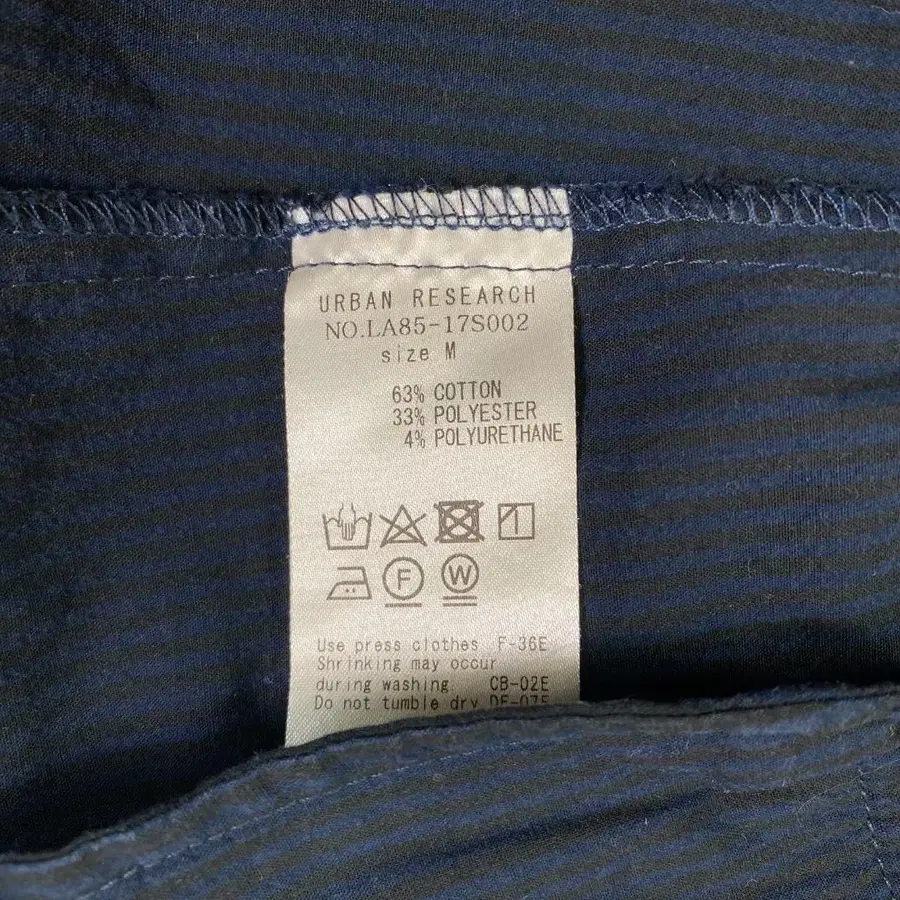 URBAN RESEARCH
NO.LA85-17S002
size M
63% COTTON
33% POLYESTER
4% POLYURETHANE
F W
Use press clothes F-36E
Shrinking may occur
during washing. CB-02E
Do not tumble dry